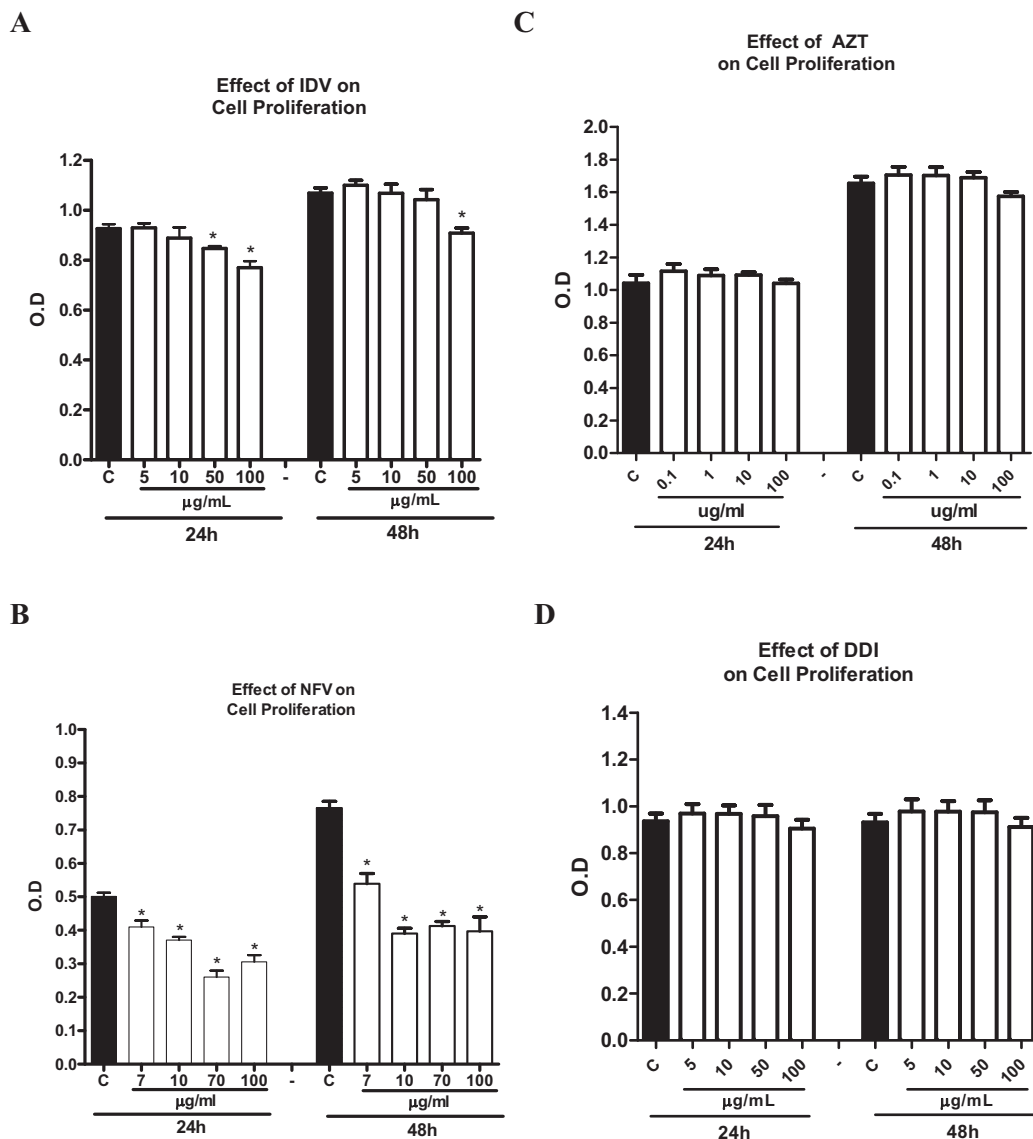 A
Effect of IDV on
Cell Proliferation
1.2
1.0
0.8
0.6
0.4
0.2
0.0
O.D
* * *
C 5 10 50 100 - C 5 10 50 100
µg/mL µg/mL
24h 48h
C
Effect of AZT
on Cell Proliferation
2.0
1.8
1.6
1.4
1.2
1.0
0.8
0.6
0.4
0.2
0.0
O.D
C 0.1 1 10 100 - C 0.1 1 10 100
ug/ml ug/ml
24h 48h
B
Effect of NFV on
Cell Proliferation
1.0
0.9
0.8
0.7
0.6
0.5
0.4
0.3
0.2
0.1
0.0
O.D
* * * * * * * *
C 7 10 70 100 - C 7 10 70 100
µg/ml µg/ml
24h 48h
D
Effect of DDI
on Cell Proliferation
1.4
1.2
1.0
0.8
0.6
0.4
0.2
0.0
O.D
C 5 10 50 100 - C 5 10 50 100
µg/mL µg/mL
24h 48h